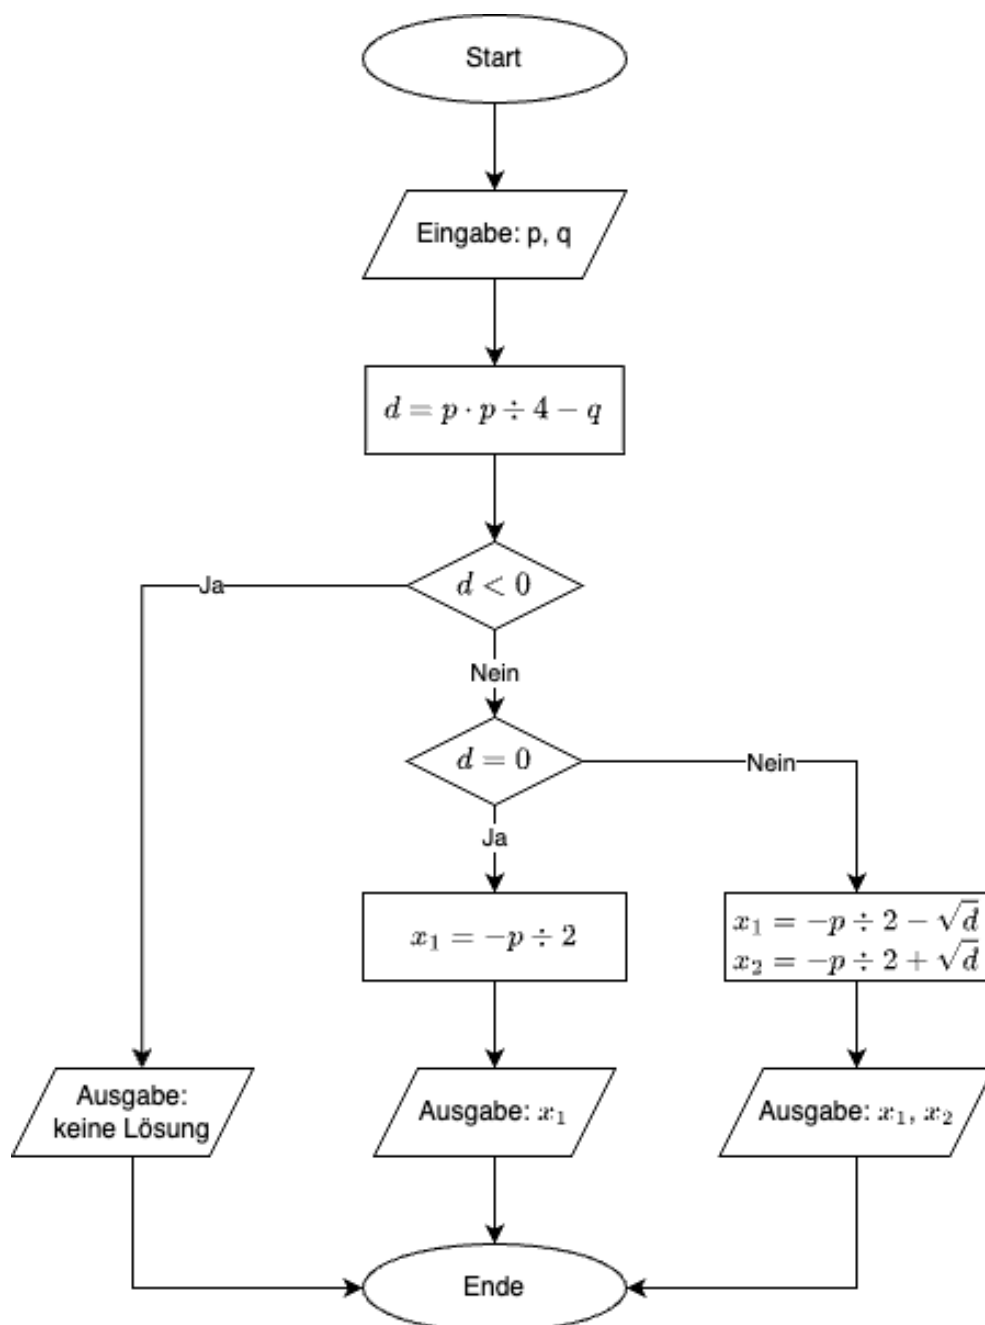 Start
Eingabe: p, q
d = p · p ÷ 4 − q
d < 0
Ja
Nein
d = 0
Nein
Ja
x₁ = −p ÷ 2
x₁ = −p ÷ 2 − √d
x₂ = −p ÷ 2 + √d
Ausgabe:
keine Lösung
Ausgabe: x₁
Ausgabe: x₁, x₂
Ende